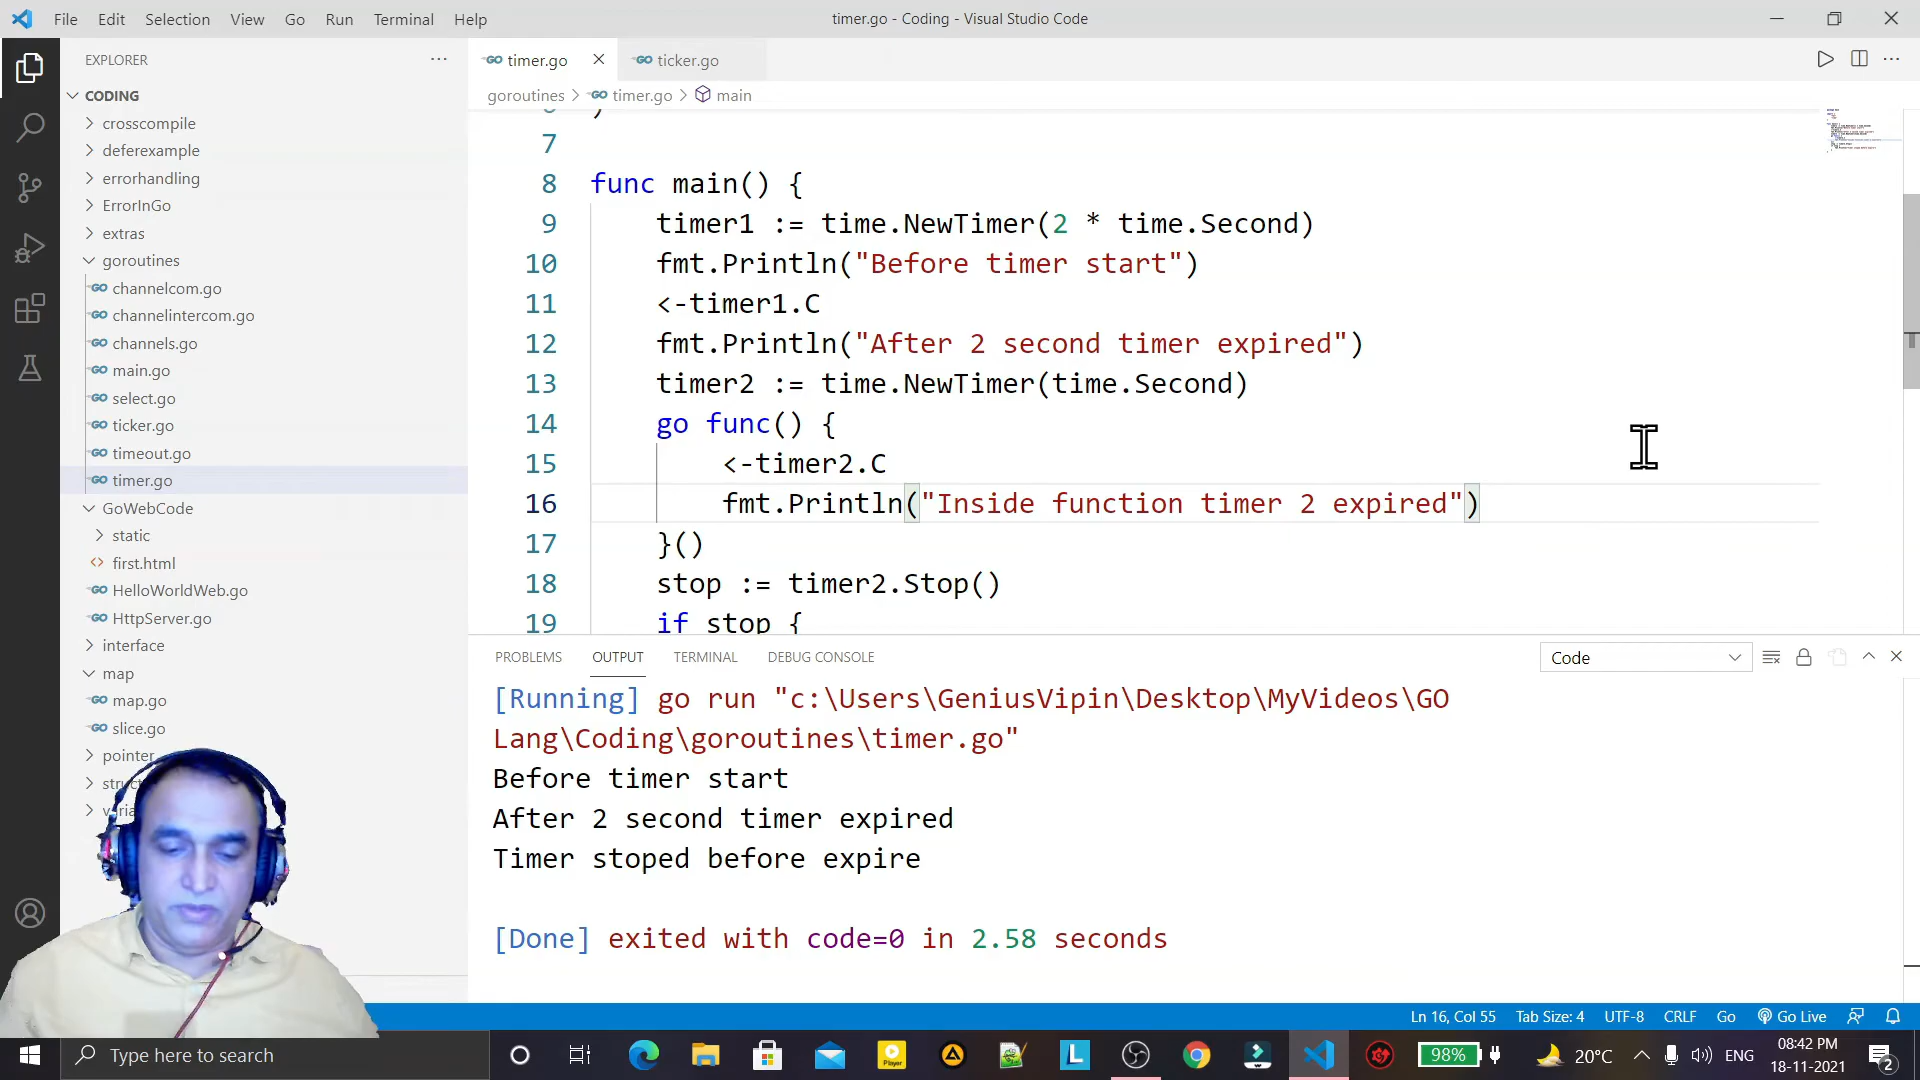 File Edit Selection View Go Run Terminal Help
timer.go - Coding - Visual Studio Code
EXPLORER
CODING
crosscompile
deferexample
errorhandling
ErrorInGo
extras
goroutines
channelcom.go
channelintercom.go
channels.go
main.go
select.go
ticker.go
timeout.go
timer.go
GoWebCode
static
first.html
HelloWorldWeb.go
HttpServer.go
interface
map
map.go
slice.go
pointer
timer.go
ticker.go
goroutines > timer.go > main
7
8 func main() {
9 timer1 := time.NewTimer(2 * time.Second)
10 fmt.Println("Before timer start")
11 <-timer1.C
12 fmt.Println("After 2 second timer expired")
13 timer2 := time.NewTimer(time.Second)
14 go func() {
15 <-timer2.C
16 fmt.Println("Inside function timer 2 expired")
17 }()
18 stop := timer2.Stop()
19 if stop {
PROBLEMS OUTPUT TERMINAL DEBUG CONSOLE
Code
[Running] go run "c:\Users\GeniusVipin\Desktop\MyVideos\GO
Lang\Coding\goroutines\timer.go"
Before timer start
After 2 second timer expired
Timer stoped before expire
[Done] exited with code=0 in 2.58 seconds
Ln 16, Col 55 Tab Size: 4 UTF-8 CRLF Go Go Live
Type here to search
Player
98%
20°C
ENG
08:42 PM
18-11-2021
2